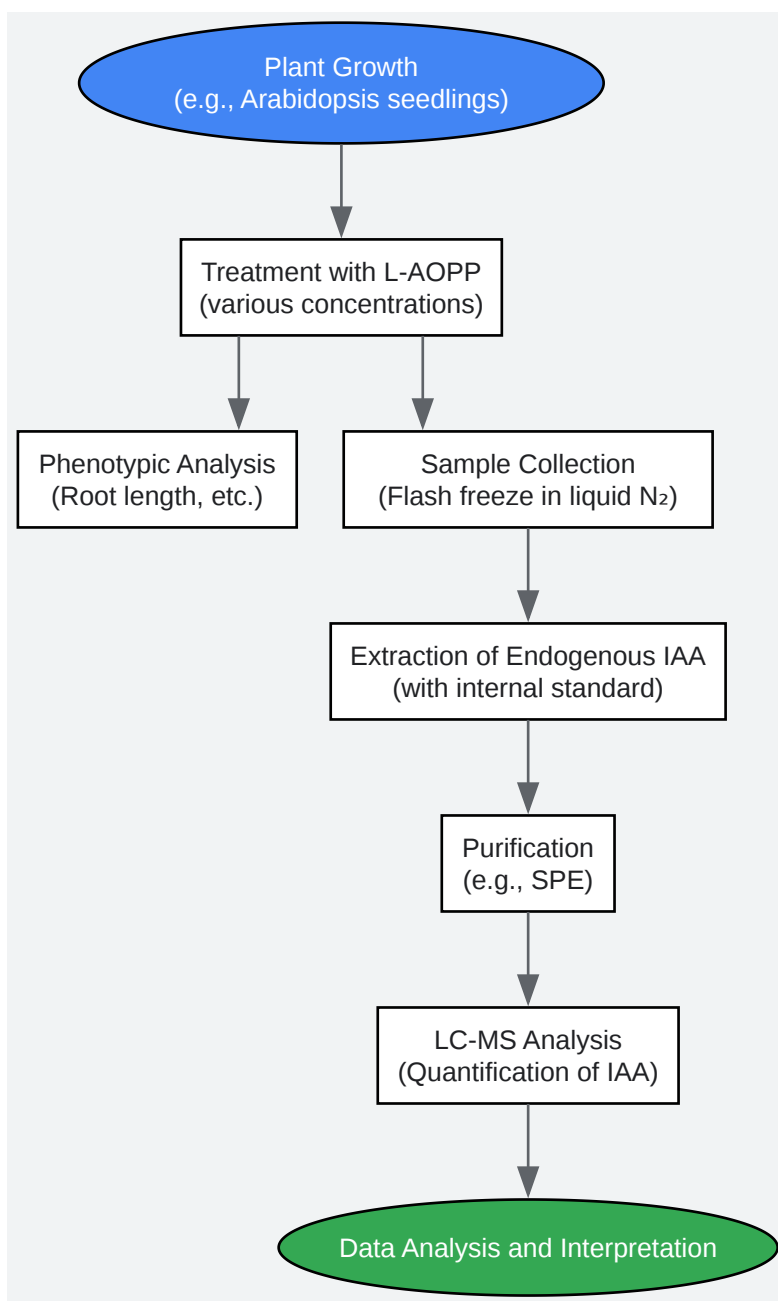 Plant Growth
(e.g., Arabidopsis seedlings)
Treatment with L-AOPP
(various concentrations)
Phenotypic Analysis
(Root length, etc.)
Sample Collection
(Flash freeze in liquid N₂)
Extraction of Endogenous IAA
(with internal standard)
Purification
(e.g., SPE)
LC-MS Analysis
(Quantification of IAA)
Data Analysis and Interpretation